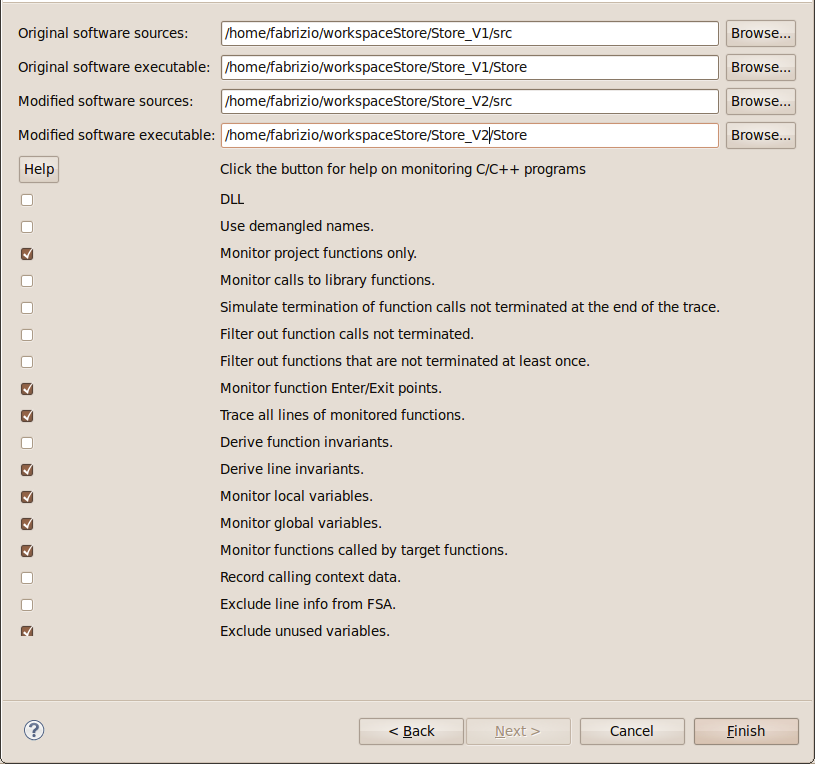 Original software sources: /home/fabrizio/workspaceStore/Store_V1/src Browse...
Original software executable: /home/fabrizio/workspaceStore/Store_V1/Store Browse...
Modified software sources: /home/fabrizio/workspaceStore/Store_V2/src Browse...
Modified software executable: /home/fabrizio/workspaceStore/Store_V2/Store Browse...
Help Click the button for help on monitoring C/C++ programs
DLL
Use demangled names.
Monitor project functions only.
Monitor calls to library functions.
Simulate termination of function calls not terminated at the end of the trace.
Filter out function calls not terminated.
Filter out functions that are not terminated at least once.
Monitor function Enter/Exit points.
Trace all lines of monitored functions.
Derive function invariants.
Derive line invariants.
Monitor local variables.
Monitor global variables.
Monitor functions called by target functions.
Record calling context data.
Exclude line info from FSA.
Exclude unused variables.
? < Back Next > Cancel Finish